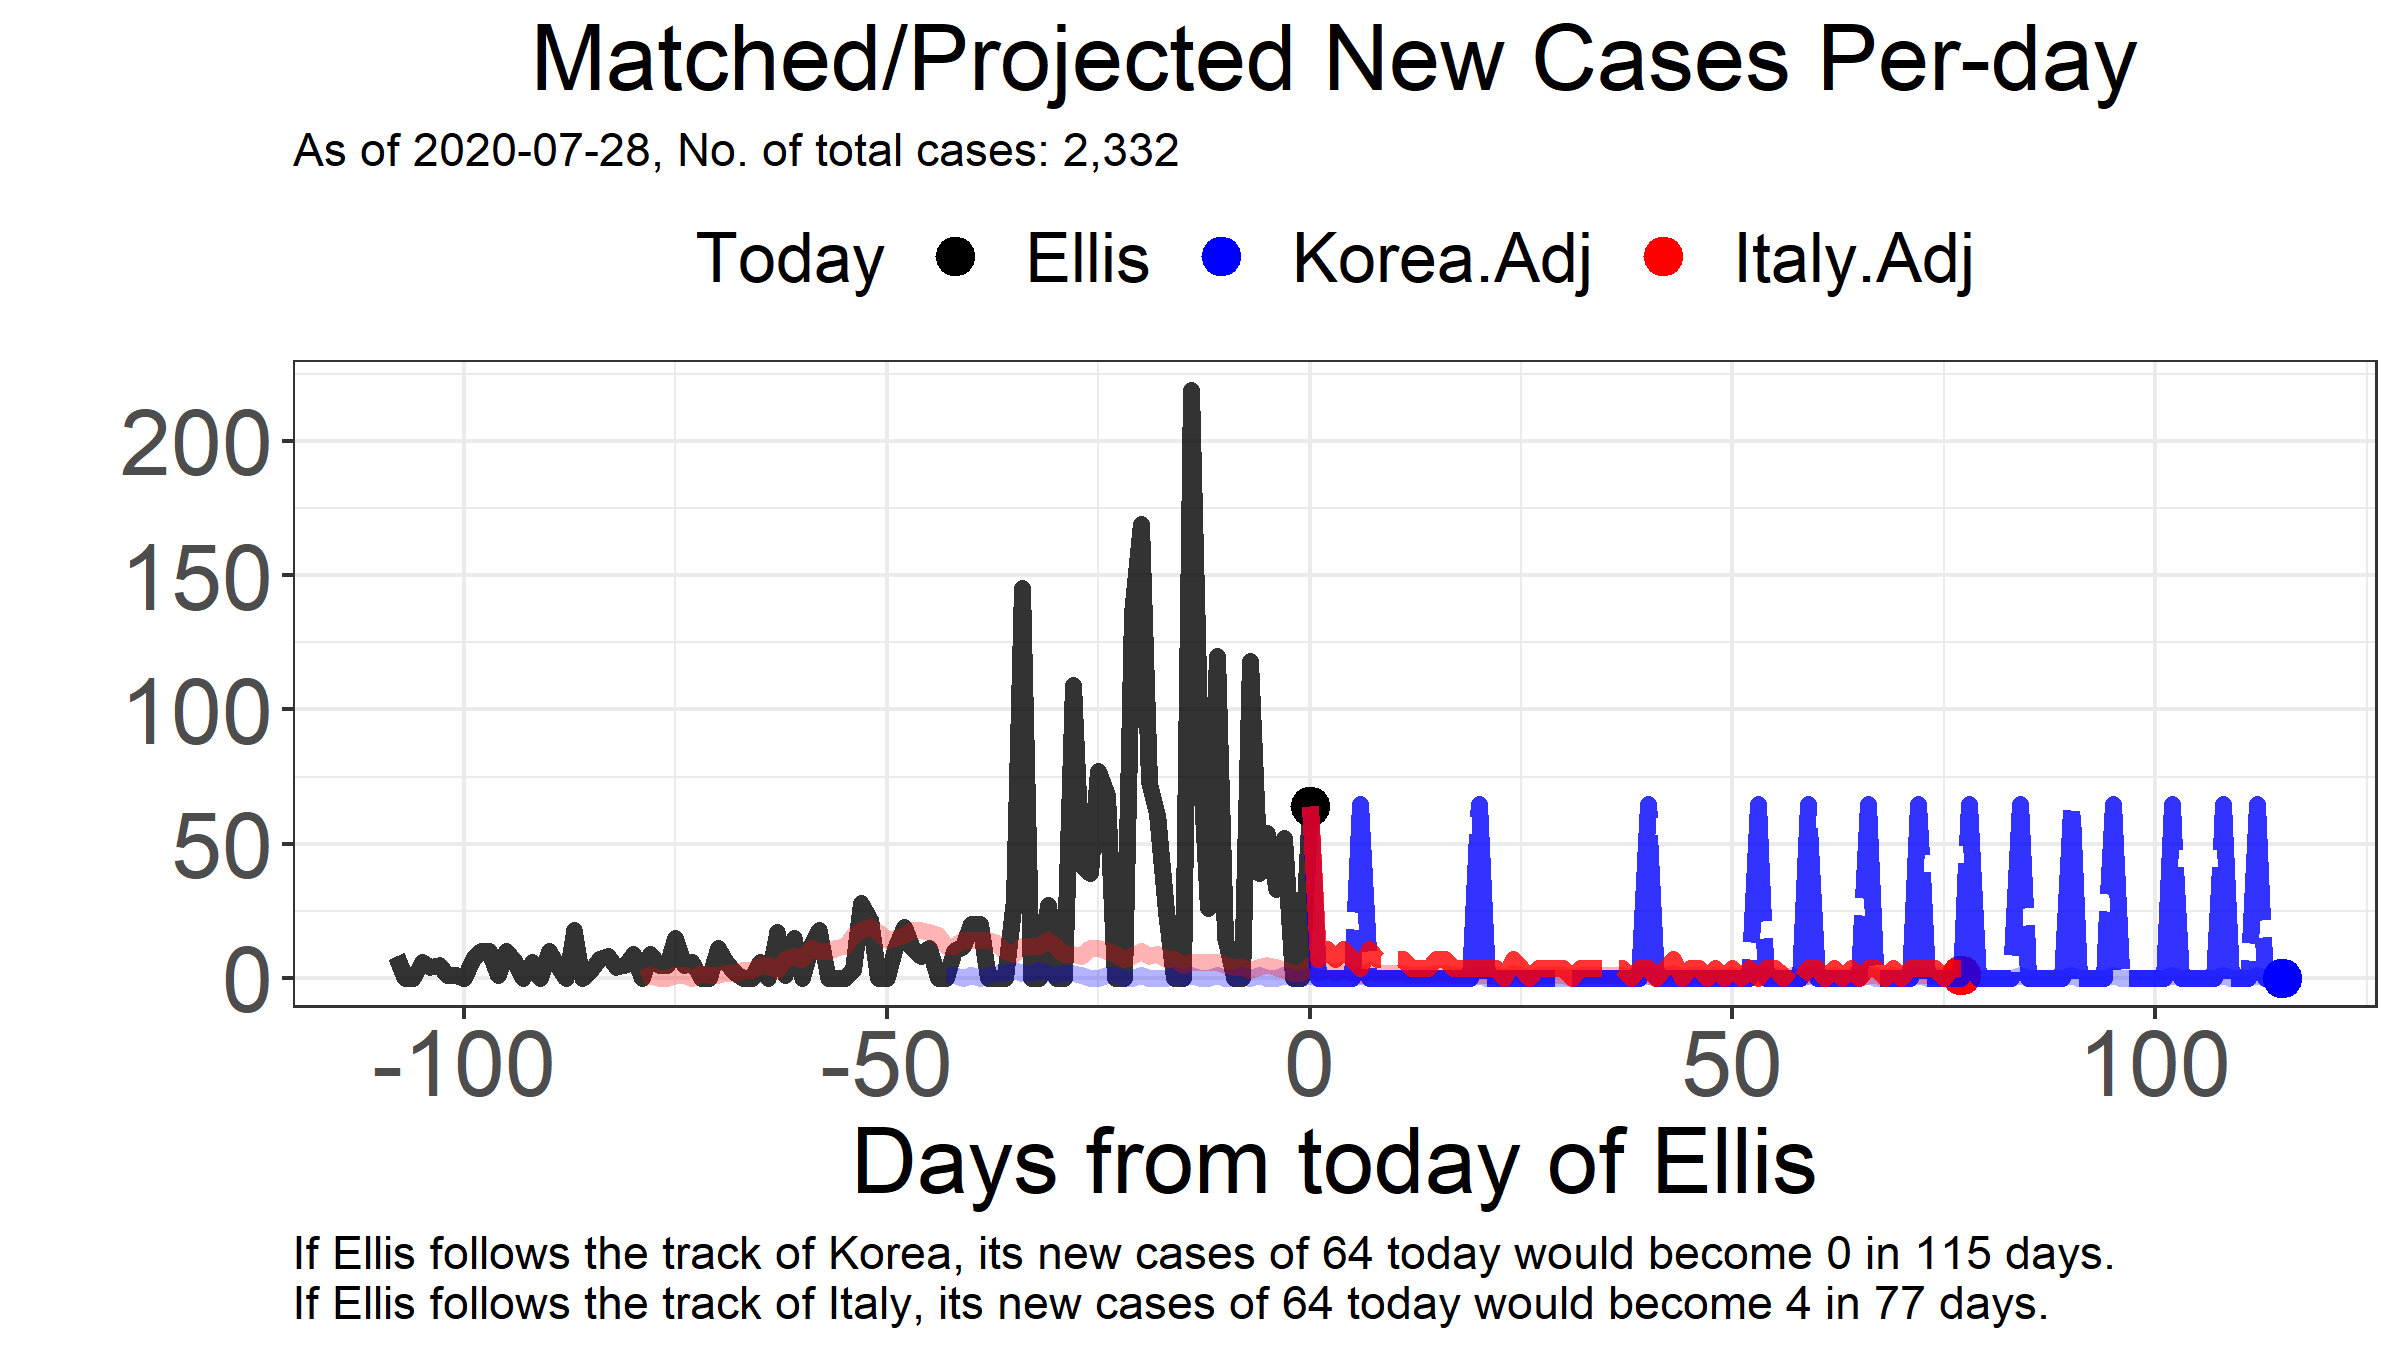 Matched/Projected New Cases Per-day
As of 2020-07-28, No. of total cases: 2,332
Today Ellis Korea.Adj Italy.Adj
200
150
100
50
0
-100 -50 0 50 100
Days from today of Ellis
If Ellis follows the track of Korea, its new cases of 64 today would become 0 in 115 days.
If Ellis follows the track of Italy, its new cases of 64 today would become 4 in 77 days.